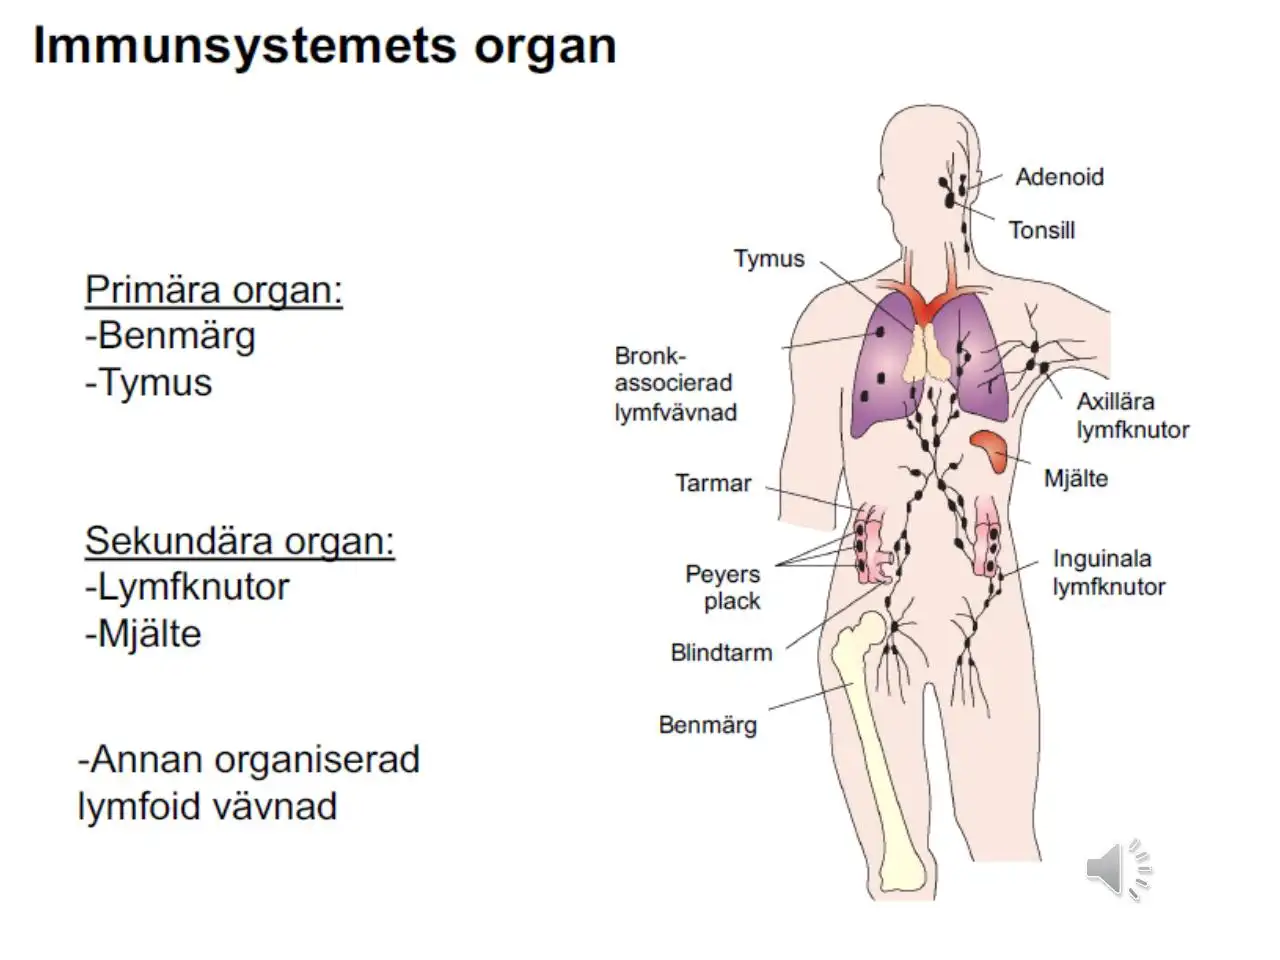 Immunsystemets organ
Primära organ:
-Benmärg
-Tymus
Sekundära organ:
-Lymfknutor
-Mjälte
-Annan organiserad
lymfoid vävnad
Adenoid
Tonsill
Tymus
Bronk-
associerad
lymfvävnad
Axillära
lymfknutor
Mjälte
Tarmar
Inguinala
lymfknutor
Peyers
plack
Blindtarm
Benmärg